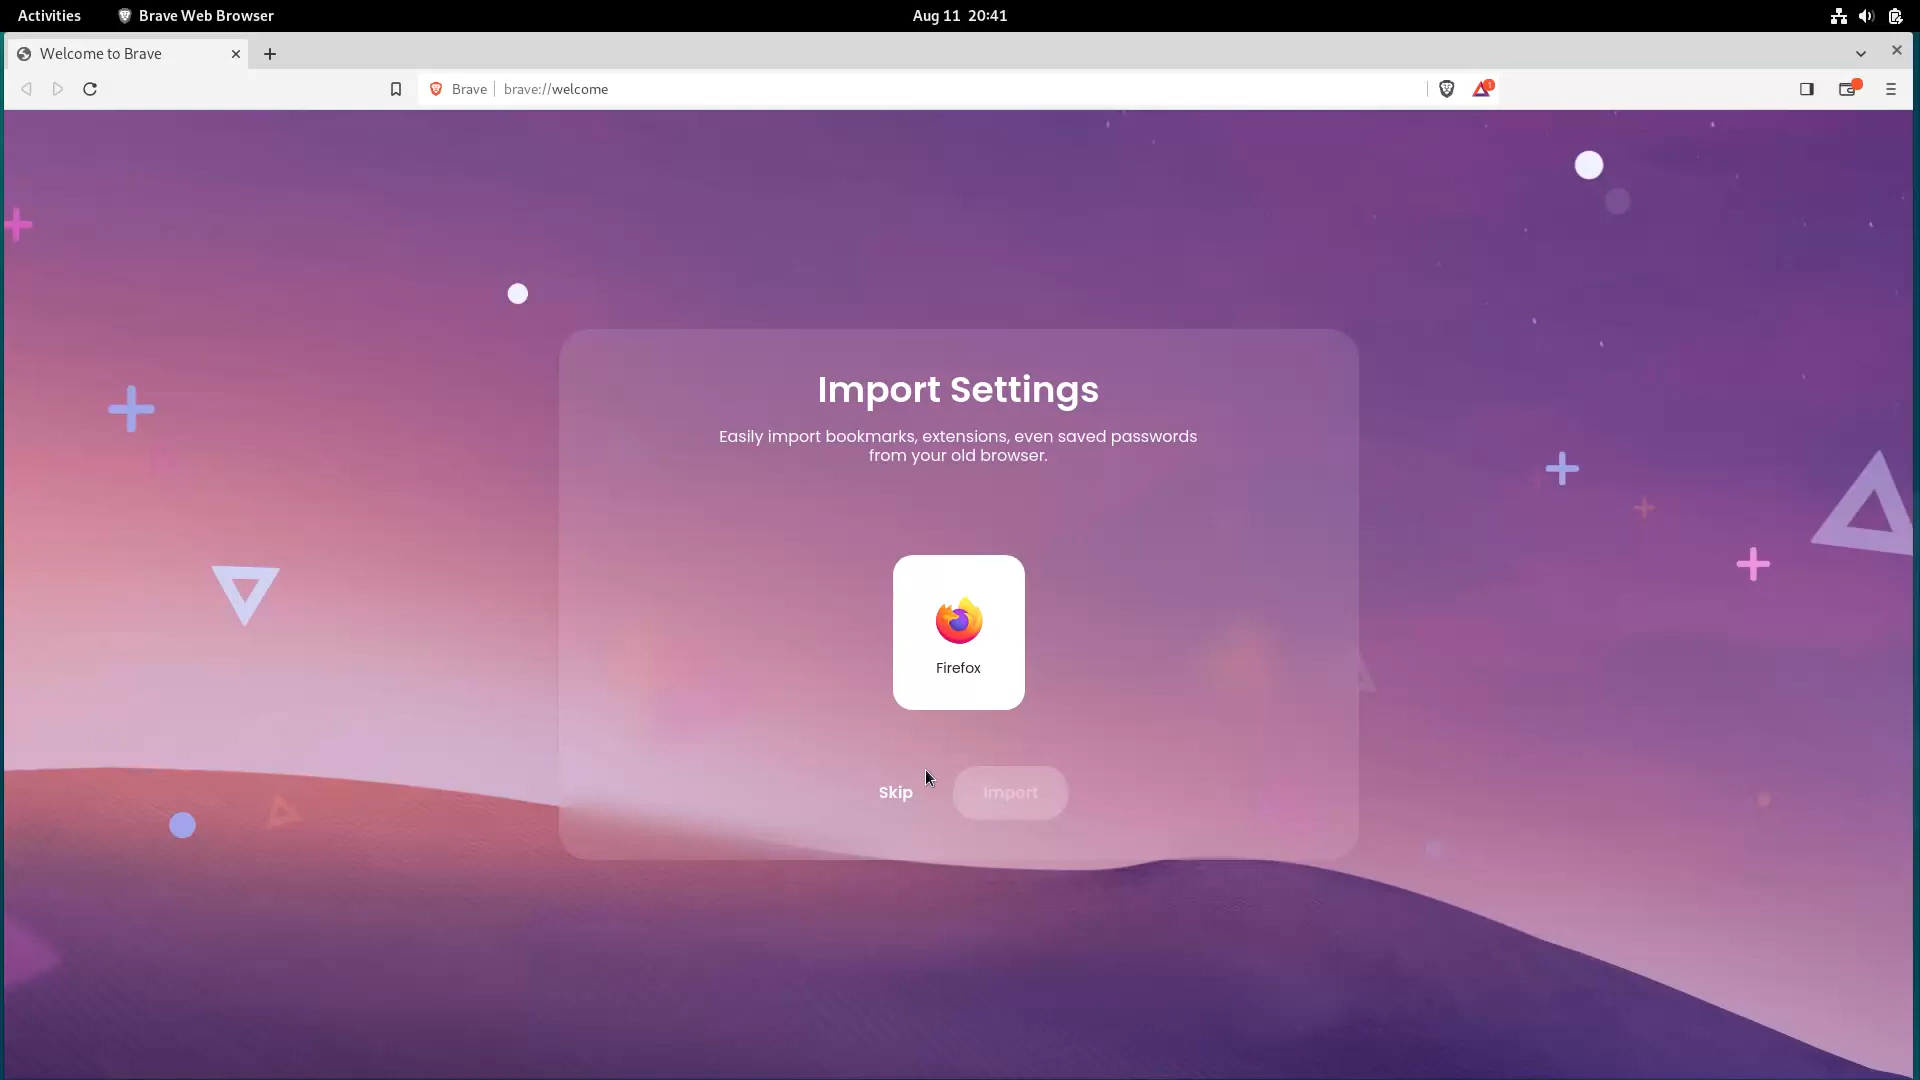 Activities
Brave Web Browser
Aug 11 20:41
Welcome to Brave
Brave
brave://welcome
1
Import Settings
Easily import bookmarks, extensions, even saved passwords
from your old browser.
Firefox
Skip
Import